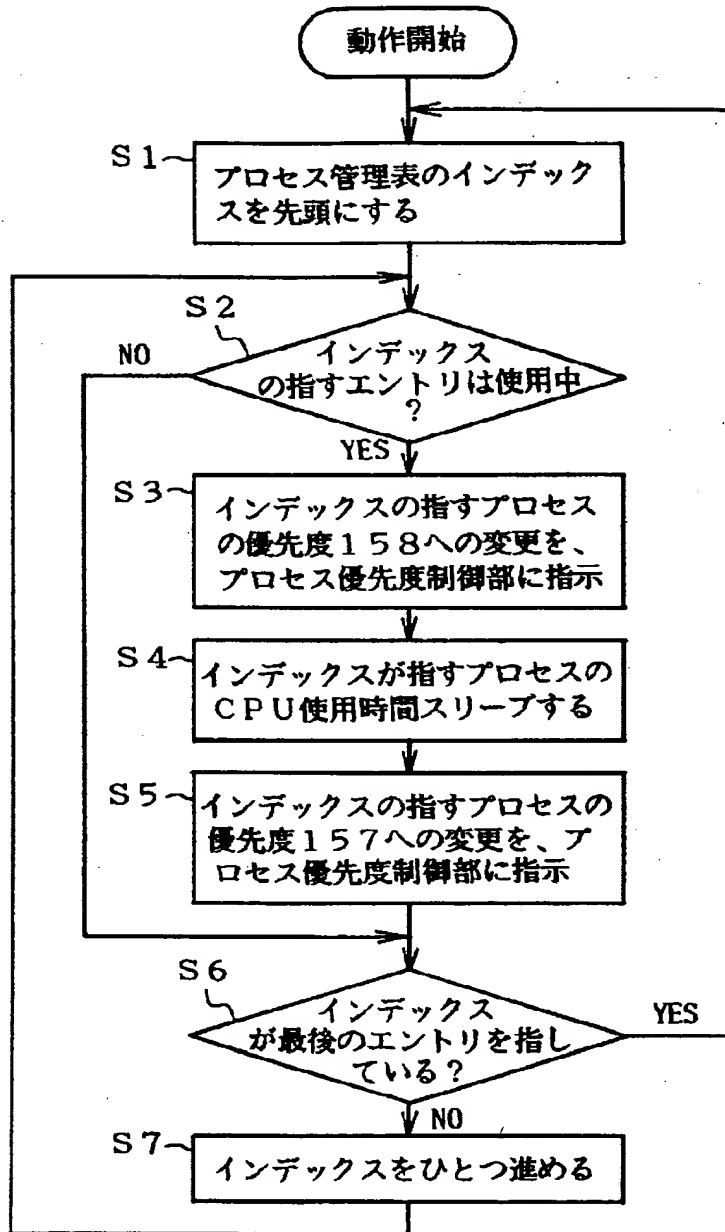 動作開始
S1
プロセス管理表のインデック
スを先頭にする
S2
NO
インデックス
の指すエントリは使用中
?
YES
S3
インデックスの指すプロセス
の優先度158への変更を、
プロセス優先度制御部に指示
S4
インデックスが指すプロセスの
CPU使用時間スリープする
S5
インデックスの指すプロセスの
優先度157への変更を、プ
ロセス優先度制御部に指示
S6
インデックス
が最後のエントリを指し
ている?
YES
NO
S7
インデックスをひとつ進める